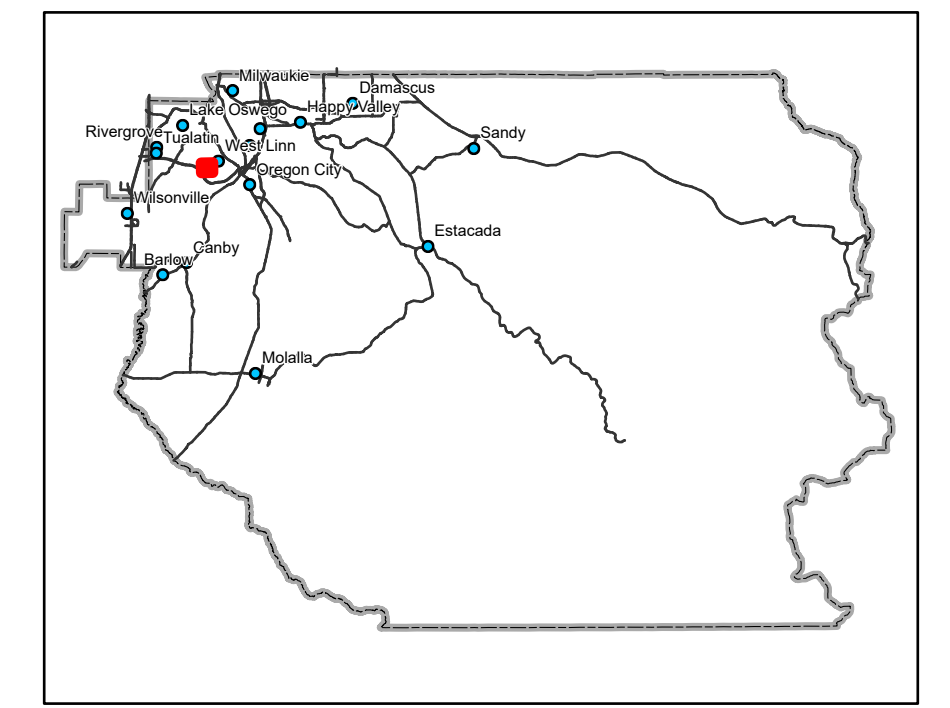 Milwaukie
Damascus
Lake Oswego
Happy Valley
Rivergrove
Tualatin
West Linn
Sandy
Oregon City
Wilsonville
Estacada
Canby
Barlow
Molalla